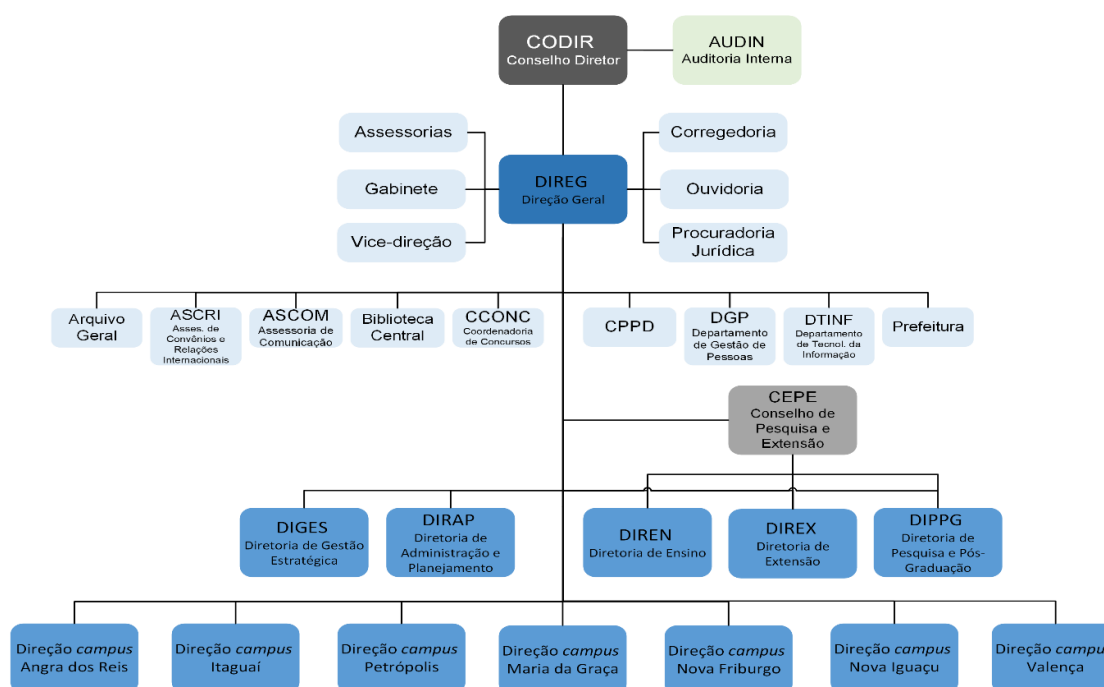 CODIR
Conselho Diretor
AUDIN
Auditoria Interna
Assessorias
Corregedoria
DIREG
Direção Geral
Gabinete
Ouvidoria
Vice-direção
Procuradoria
Jurídica
Arquivo
Geral
ASCRI
Asses. de
Convênios e
Relações
Internacionais
ASCOM
Assessoria de
Comunicação
Biblioteca
Central
CCONC
Coordenadoria
de Concursos
CPPD
DGP
Departamento
de Gestão de
Pessoas
DTINF
Departamento
de Tecnol. da
Informação
Prefeitura
CEPE
Conselho de
Pesquisa e
Extensão
DIGES
Diretoria de Gestão
Estratégica
DIRAP
Diretoria de
Administração e
Planejamento
DIREN
Diretoria de Ensino
DIREX
Diretoria de
Extensão
DIPPG
Diretoria de
Pesquisa e Pós-
Graduação
Direção campus
Angra dos Reis
Direção campus
Itaguaí
Direção campus
Petrópolis
Direção campus
Maria da Graça
Direção campus
Nova Friburgo
Direção campus
Nova Iguaçu
Direção campus
Valença